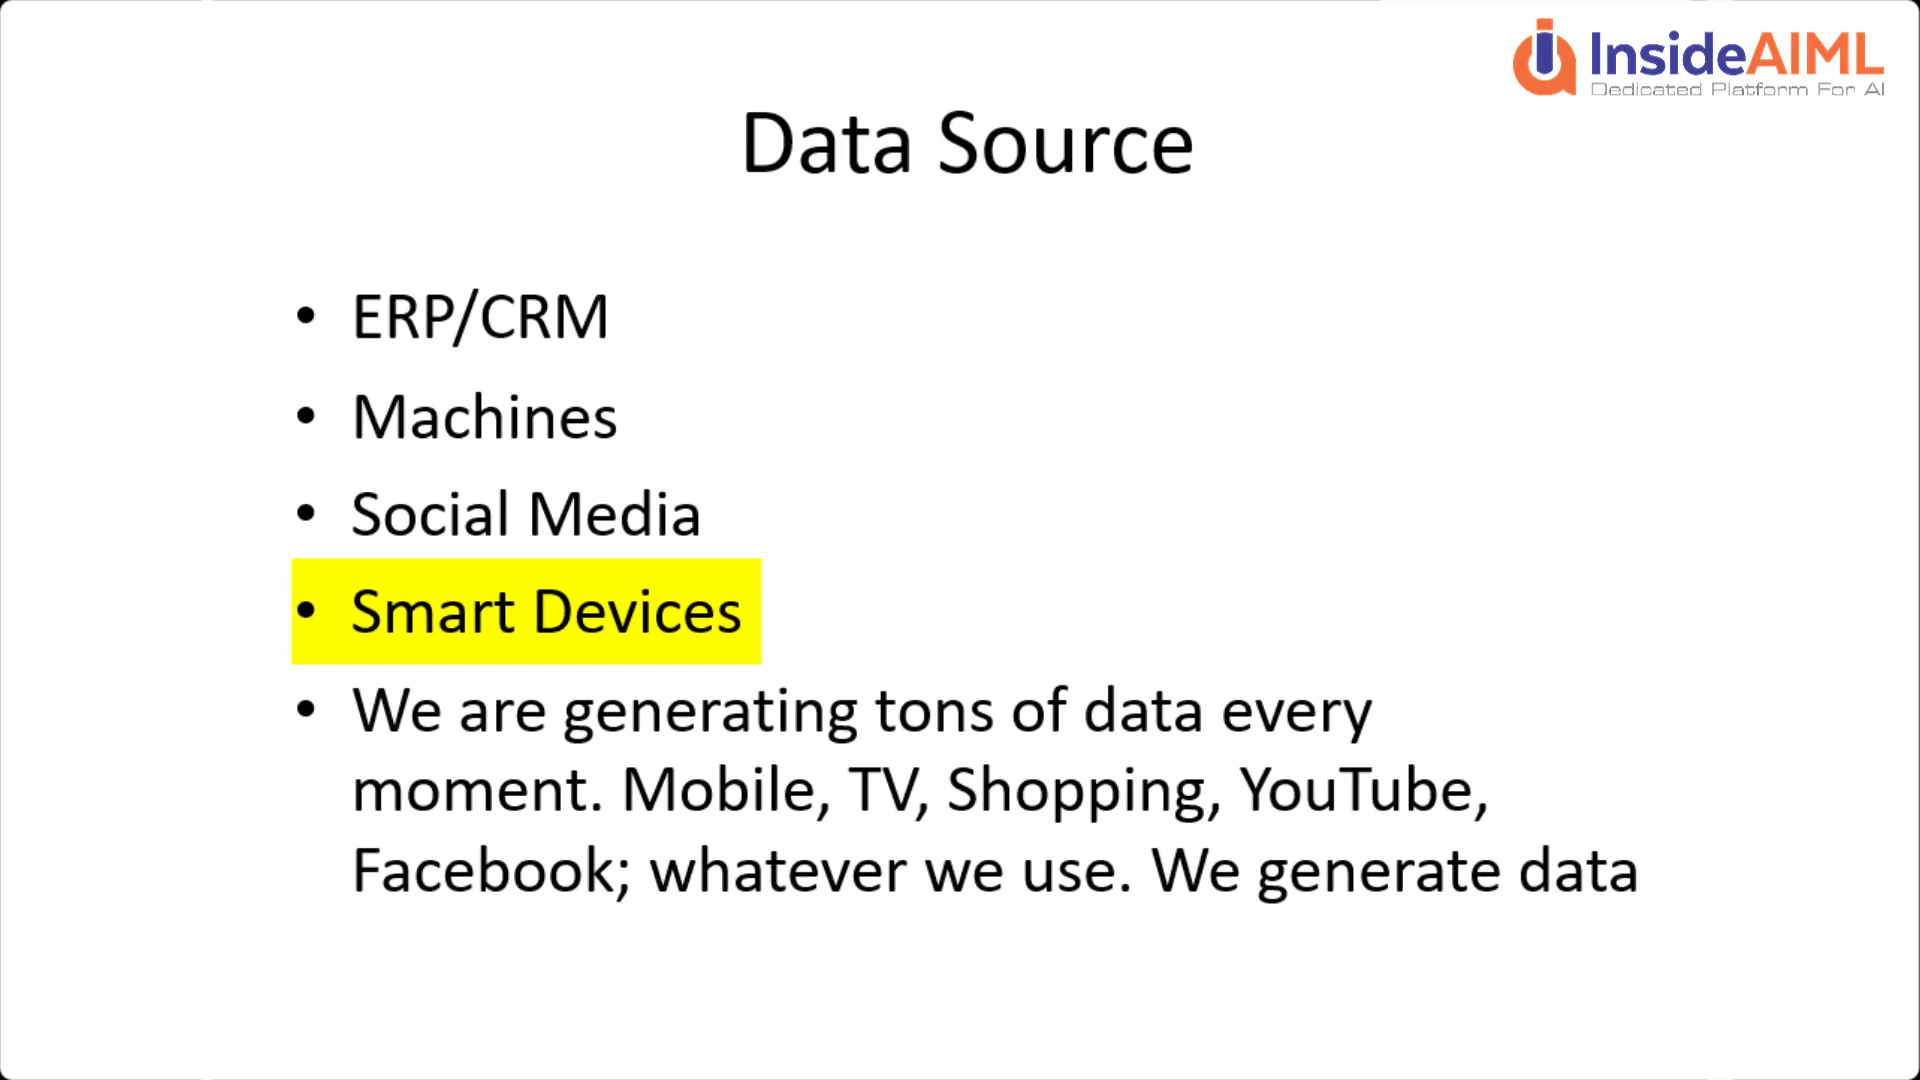 InsideAIML
Dedicated Platform For AI
Data Source
• ERP/CRM
• Machines
• Social Media
• Smart Devices
• We are generating tons of data every
moment. Mobile, TV, Shopping, YouTube,
Facebook; whatever we use. We generate data